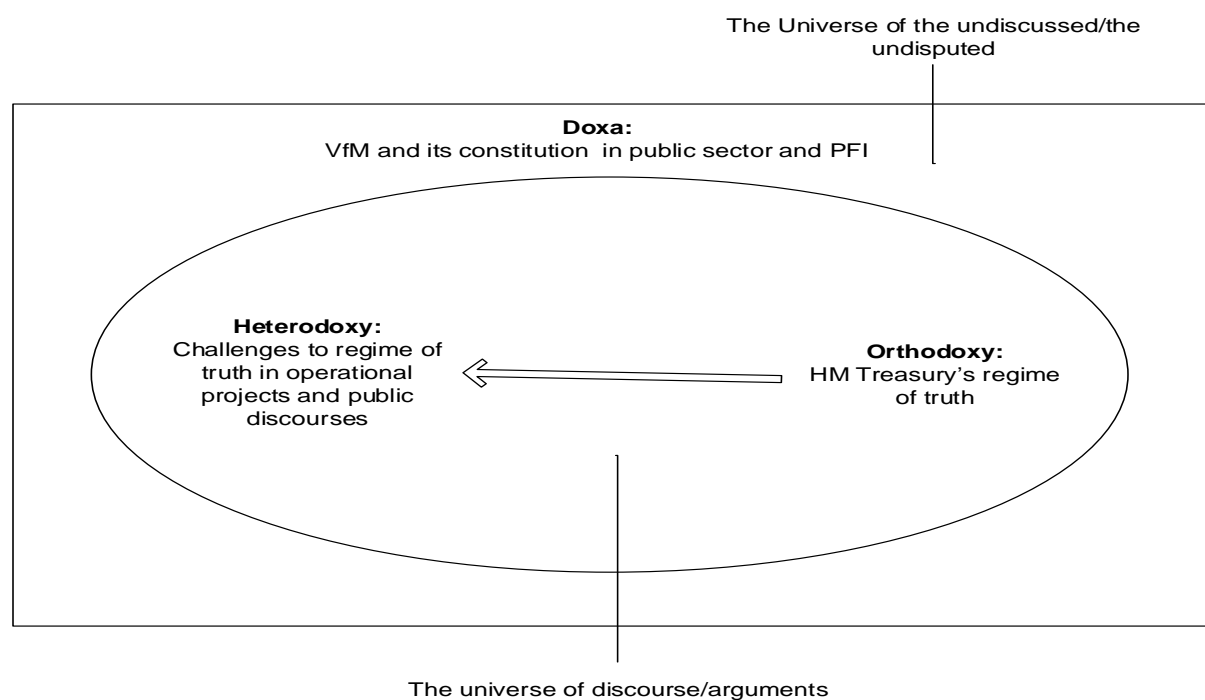 The Universe of the undiscussed/the
undisputed
Doxa:
VfM and its constitution in public sector and PFI
Heterodoxy:
Challenges to regime of
truth in operational
projects and public
discourses
Orthodoxy:
HM Treasury's regime
of truth
The universe of discourse/arguments